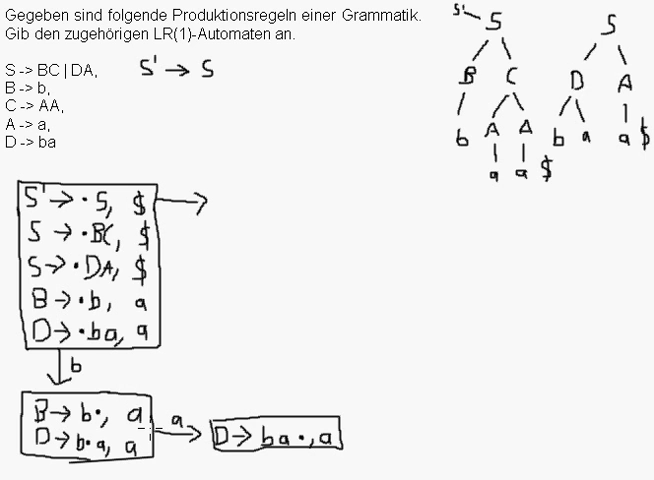 Gegeben sind folgende Produktionsregeln einer Grammatik.
Gib den zugehörigen LR(1)-Automaten an.
S -> BC | DA,
B -> b,
C -> AA,
A -> a,
D -> ba
S' → S
S' S
B C
b A A
a a $
S
D A
b a a $
S' → • S, $
S → • BC, $
S → • DA, $
B → • b, a
D → • ba, a
b
B → b •, a
D → b • a, a
a
D → ba •, a